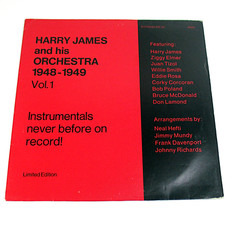 HARRY JAMES
and his
ORCHESTRA
1948-1949
Vol.1
Instrumentals
never before on
record!
Limited Edition
Featuring:
Harry James
Ziggy Elmer
Juan Tizol
Willie Smith
Eddie Rosa
Corky Corcoran
Bob Poland
Bruce McDonald
Don Lamond
Arrangements by
Neal Hefti
Jimmy Mundy
Frank Davenport
Johnny Richards